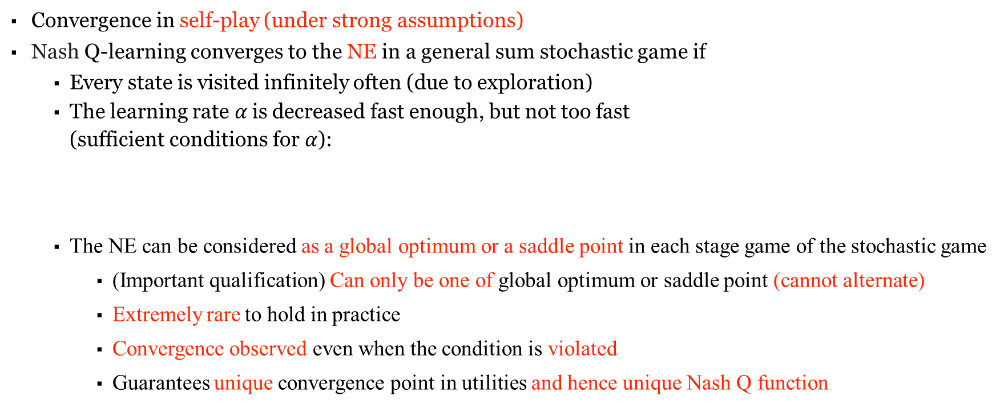 ▪ Convergence in self-play (under strong assumptions)
▪ Nash Q-learning converges to the NE in a general sum stochastic game if
▪ Every state is visited infinitely often (due to exploration)
▪ The learning rate α is decreased fast enough, but not too fast
(sufficient conditions for α):
▪ The NE can be considered as a global optimum or a saddle point in each stage game of the stochastic game
▪ (Important qualification) Can only be one of global optimum or saddle point (cannot alternate)
▪ Extremely rare to hold in practice
▪ Convergence observed even when the condition is violated
▪ Guarantees unique convergence point in utilities and hence unique Nash Q function